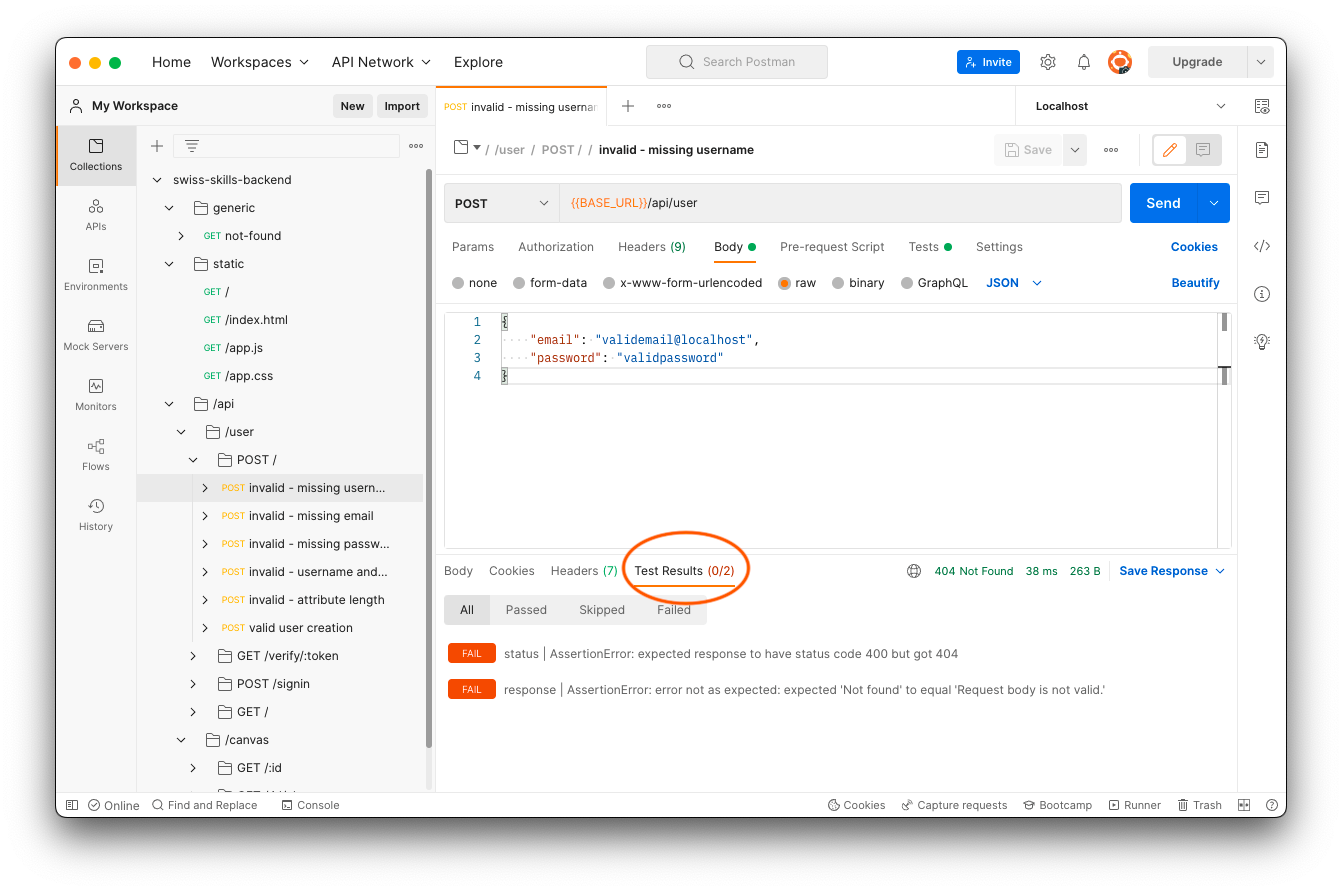 Home Workspaces API Network Explore Search Postman Invite Upgrade
My Workspace New Import
POST invalid - missing usernar
Localhost
Collections
APIs
Environments
Mock Servers
Monitors
Flows
History
swiss-skills-backend
generic
GET not-found
static
GET /
GET /index.html
GET /app.js
GET /app.css
/api
/user
POST /
POST invalid - missing usern...
POST invalid - missing email
POST invalid - missing passw...
POST invalid - username and...
POST invalid - attribute length
POST valid user creation
GET /verify/:token
POST /signin
GET /
/canvas
GET /:id
/ /user / POST / / invalid - missing username Save
POST {{BASE_URL}}/api/user Send
Params Authorization Headers (9) Body Pre-request Script Tests Settings Cookies
none form-data x-www-form-urlencoded raw binary GraphQL JSON Beautify
1 {
2 "email": "validemail@localhost",
3 "password": "validpassword"
4 }
Body Cookies Headers (7) Test Results (0/2) 404 Not Found 38 ms 263 B Save Response
All Passed Skipped Failed
FAIL status | AssertionError: expected response to have status code 400 but got 404
FAIL response | AssertionError: error not as expected: expected 'Not found' to equal 'Request body is not valid.'
Online Find and Replace Console Cookies Capture requests Bootcamp Runner Trash